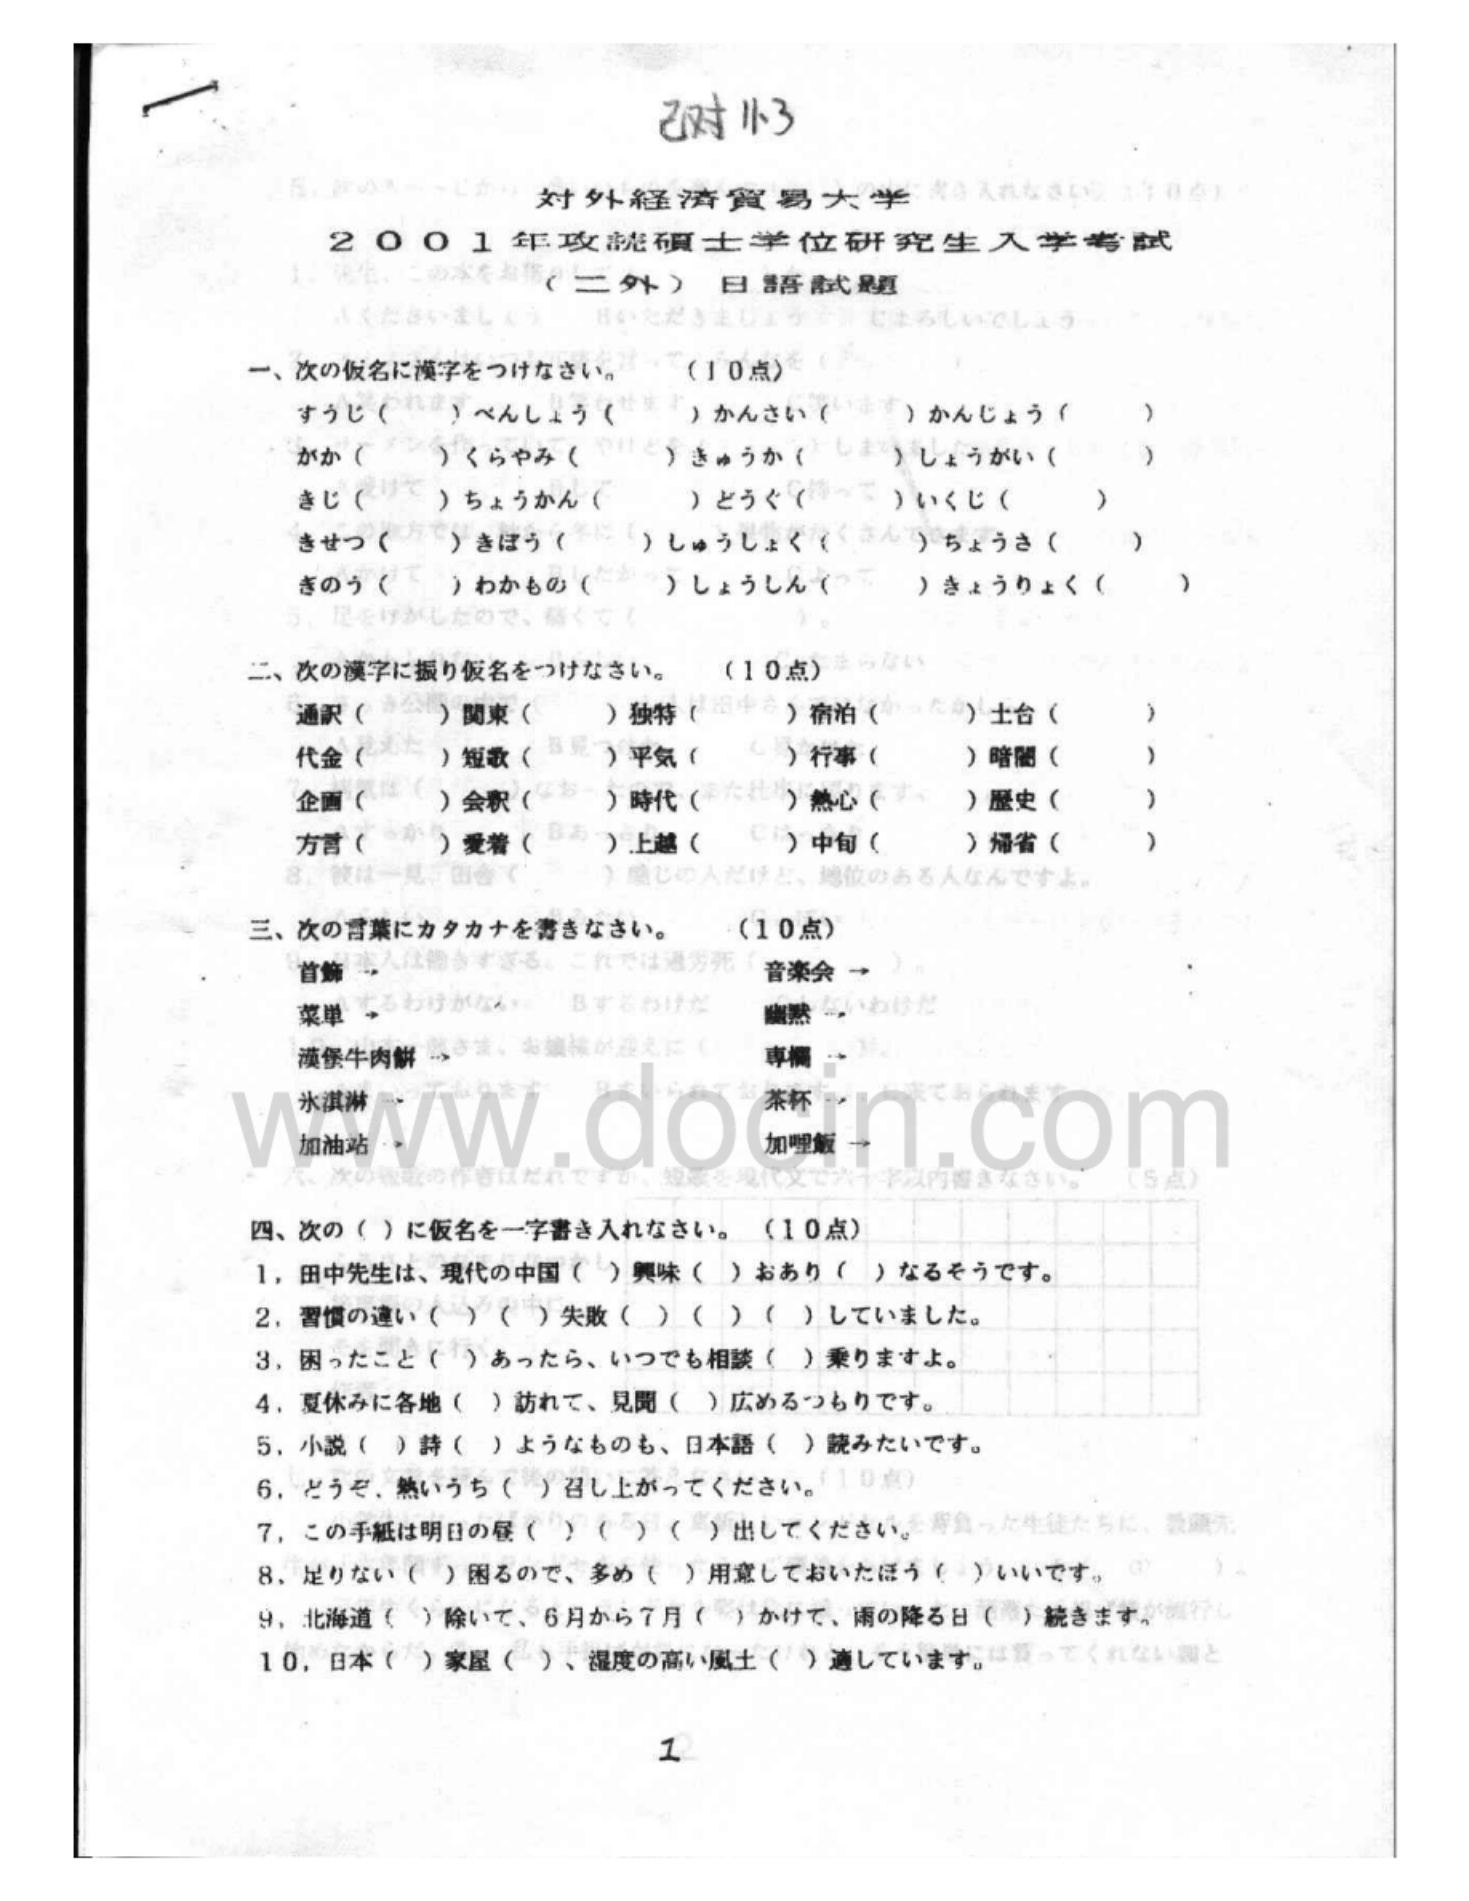 对 11.3
対外経済貿易大学
２００１年攻読碩士学位研究生入学考試
（二外） 日語試題
一、次の仮名に漢字をつけなさい。 （１０点）
すうじ（ ）べんしょう（ ）かんさい（ ）かんじょう（ ）
がか（ ）くらやみ（ ）きゅうか（ ）しょうがい（ ）
きじ（ ）ちょうかん（ ）どうぐ（ ）いくじ（ ）
きせつ（ ）きぼう（ ）しゅうしょく（ ）ちょうさ（ ）
ぎのう（ ）わかもの（ ）しょうしん（ ）きょうりょく（ ）
二、次の漢字に振り仮名をつけなさい。 （１０点）
通訳（ ）関東（ ）独特（ ）宿泊（ ）土台（ ）
代金（ ）短歌（ ）平気（ ）行事（ ）暗闇（ ）
企画（ ）会釈（ ）時代（ ）熱心（ ）歴史（ ）
方言（ ）愛着（ ）上越（ ）中旬（ ）帰省（ ）
三、次の言葉にカタカナを書きなさい。 （１０点）
首飾 → 音楽会 →
菜単 → 幽黙 →
漢堡牛肉餅 → 専欄 →
氷淇淋 → 茶杯 →
加油站 → 加哩飯 →
www.docin.com
四、次の（ ）に仮名を一字書き入れなさい。（１０点）
１，田中先生は、現代の中国（ ）興味（ ）おあり（ ）なるそうです。
２，習慣の違い（ ）（ ）失敗（ ）（ ）（ ）していました。
３，困ったこと（ ）あったら、いつでも相談（ ）乗りますよ。
４，夏休みに各地（ ）訪れて、見聞（ ）広めるつもりです。
５，小説（ ）詩（ ）ようなものも、日本語（ ）読みたいです。
６，どうぞ、熱いうち（ ）召し上がってください。
７，この手紙は明日の昼（ ）（ ）（ ）出してください。
８，足りない（ ）困るので、多め（ ）用意しておいたほう（ ）いいです。
９，北海道（ ）除いて、６月から７月（ ）かけて、雨の降る日（ ）続きます。
１０，日本（ ）家屋（ ）、湿度の高い風土（ ）適しています。
1